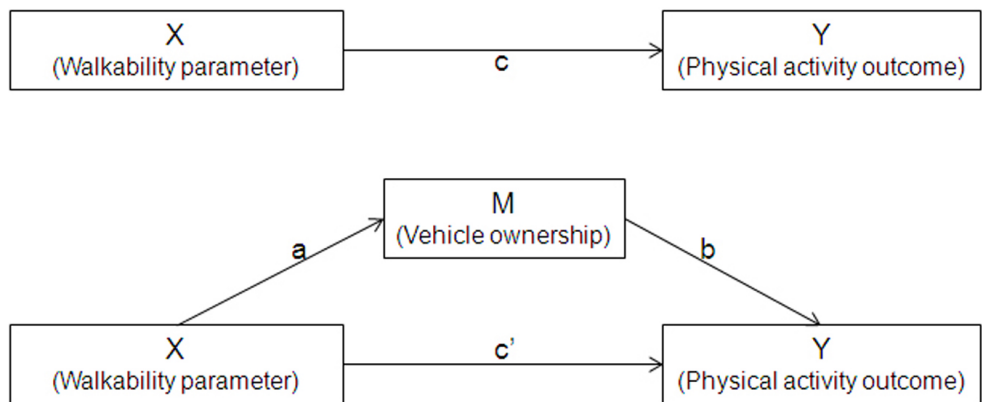 X
(Walkability parameter)
c
Y
(Physical activity outcome)
M
(Vehicle ownership)
a
b
X
(Walkability parameter)
c’
Y
(Physical activity outcome)